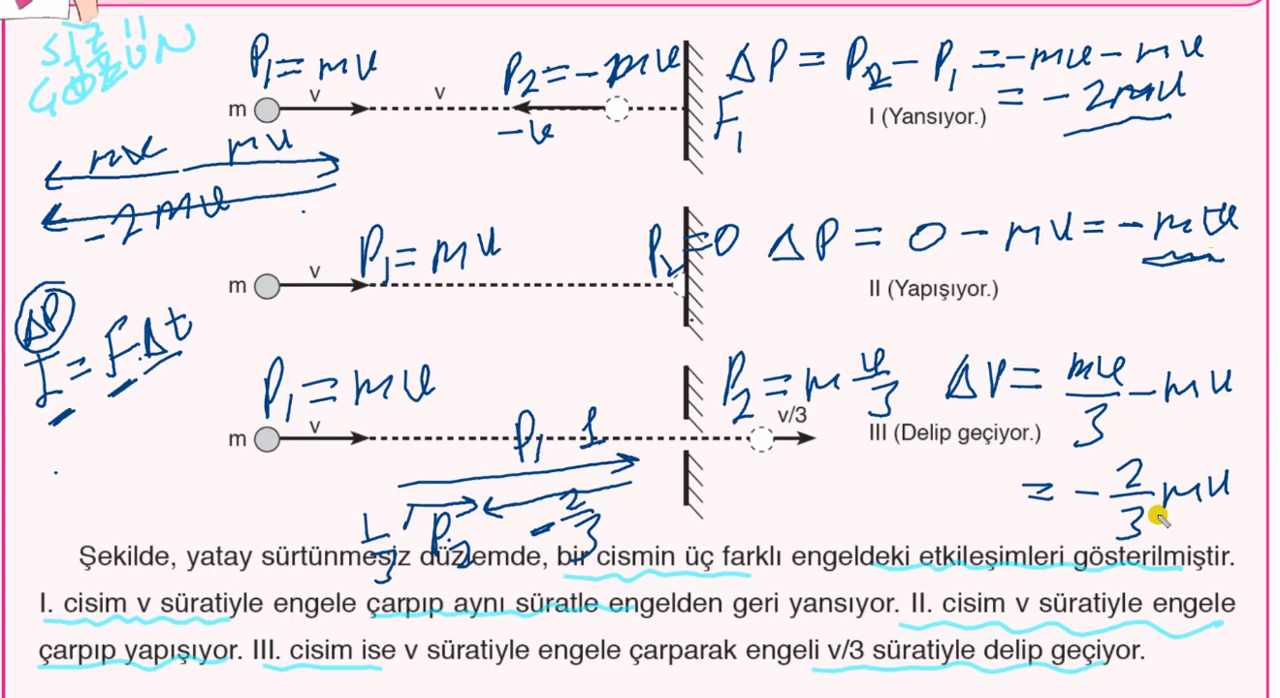 SİZ
ÇÖZÜN
P₁ = mv
P₂ = -mv
ΔP = P₂ - P₁ = -mv - mv
= -2mv
m
v
v
-v
F₁
I (Yansıyor.)
mv
mv
-2mv
P₁ = mv
P₂ = 0
ΔP = 0 - mv = -mv
m
v
II (Yapışıyor.)
ΔP
I = F.Δt
P₁ = mv
P₂ = m v/3
ΔP = mv/3 - mv
m
v
v/3
III (Delip geçiyor.)
P₁ 1
= -2/3 mv
1/3
P₂
-2/3
Şekilde, yatay sürtünmesiz düzlemde, bir cismin üç farklı engeldeki etkileşimleri gösterilmiştir.
I. cisim v süratiyle engele çarpıp aynı süratle engelden geri yansıyor. II. cisim v süratiyle engele
çarpıp yapışıyor. III. cisim ise v süratiyle engele çarparak engeli v/3 süratiyle delip geçiyor.